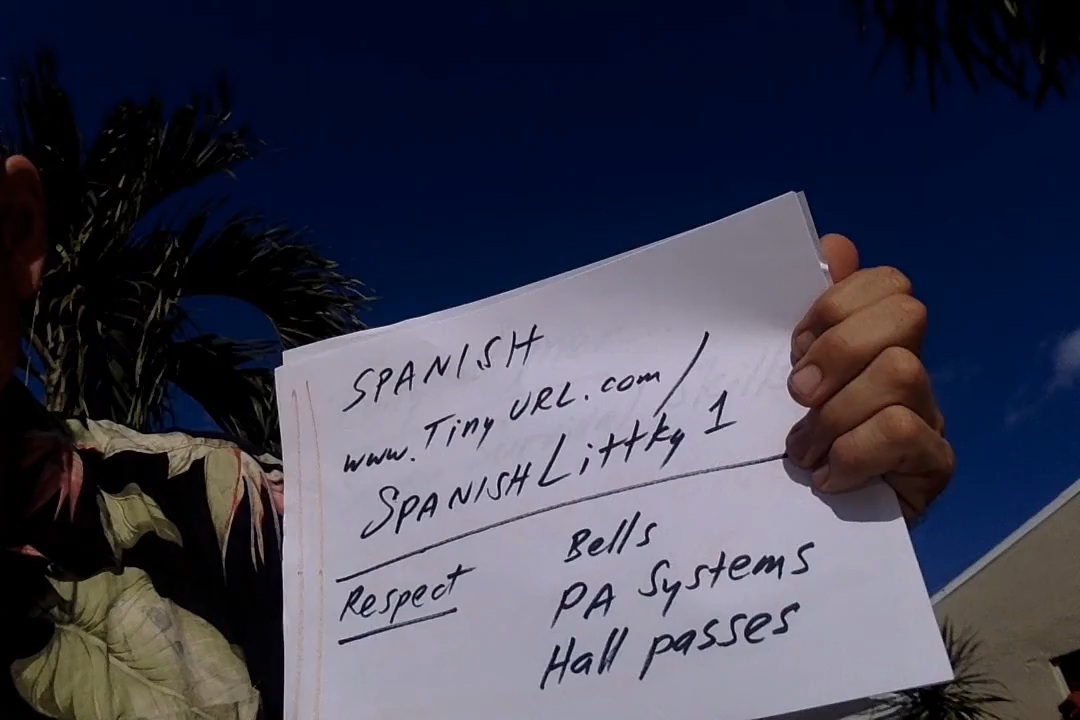 SPANISH
www.TinyURL.com/
SPANISHLittky1
Respect
Bells
PA Systems
Hall passes